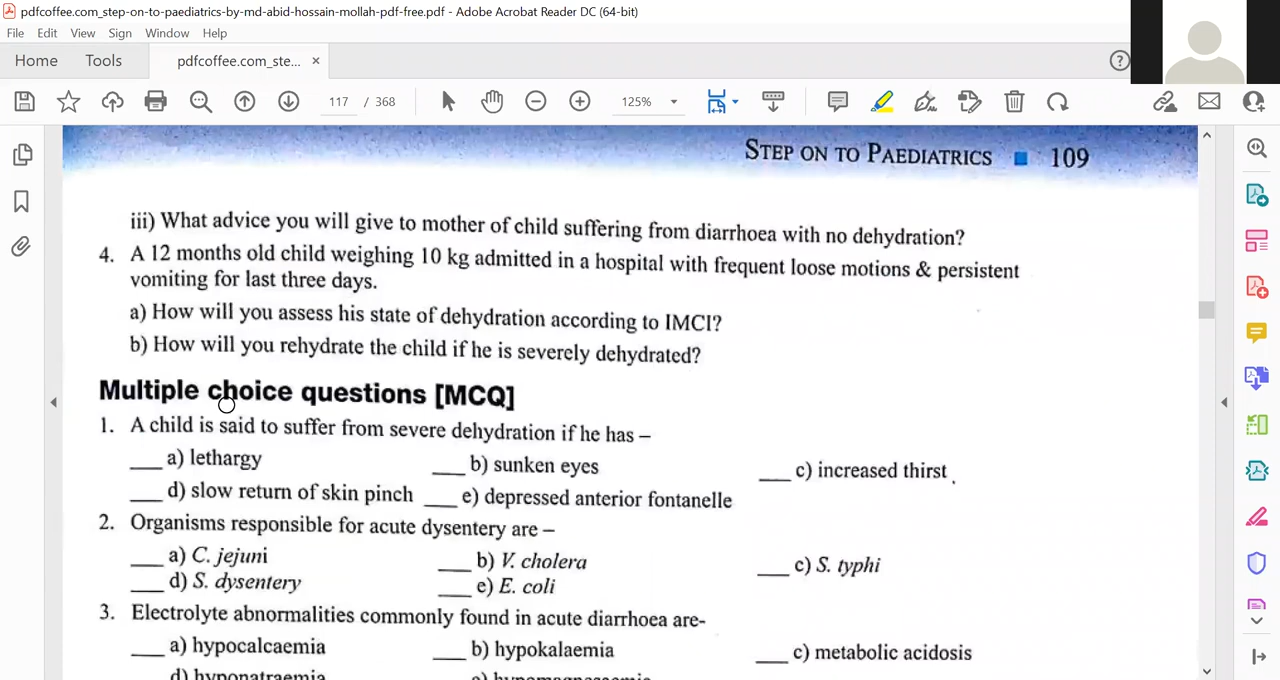 pdfcoffee.com_step-on-to-paediatrics-by-md-abid-hossain-mollah-pdf-free.pdf - Adobe Acrobat Reader DC (64-bit)
File Edit View Sign Window Help
Home Tools pdfcoffee.com_ste... ×
117 / 368 125%
STEP ON TO PAEDIATRICS ■ 109
iii) What advice you will give to mother of child suffering from diarrhoea with no dehydration?
4. A 12 months old child weighing 10 kg admitted in a hospital with frequent loose motions & persistent
vomiting for last three days.
a) How will you assess his state of dehydration according to IMCI?
b) How will you rehydrate the child if he is severely dehydrated?
Multiple choice questions [MCQ]
1. A child is said to suffer from severe dehydration if he has –
___ a) lethargy ___ b) sunken eyes ___ c) increased thirst
___ d) slow return of skin pinch ___ e) depressed anterior fontanelle
2. Organisms responsible for acute dysentery are –
___ a) C. jejuni ___ b) V. cholera ___ c) S. typhi
___ d) S. dysentery ___ e) E. coli
3. Electrolyte abnormalities commonly found in acute diarrhoea are-
___ a) hypocalcaemia ___ b) hypokalaemia ___ c) metabolic acidosis
d) hyponatraemia